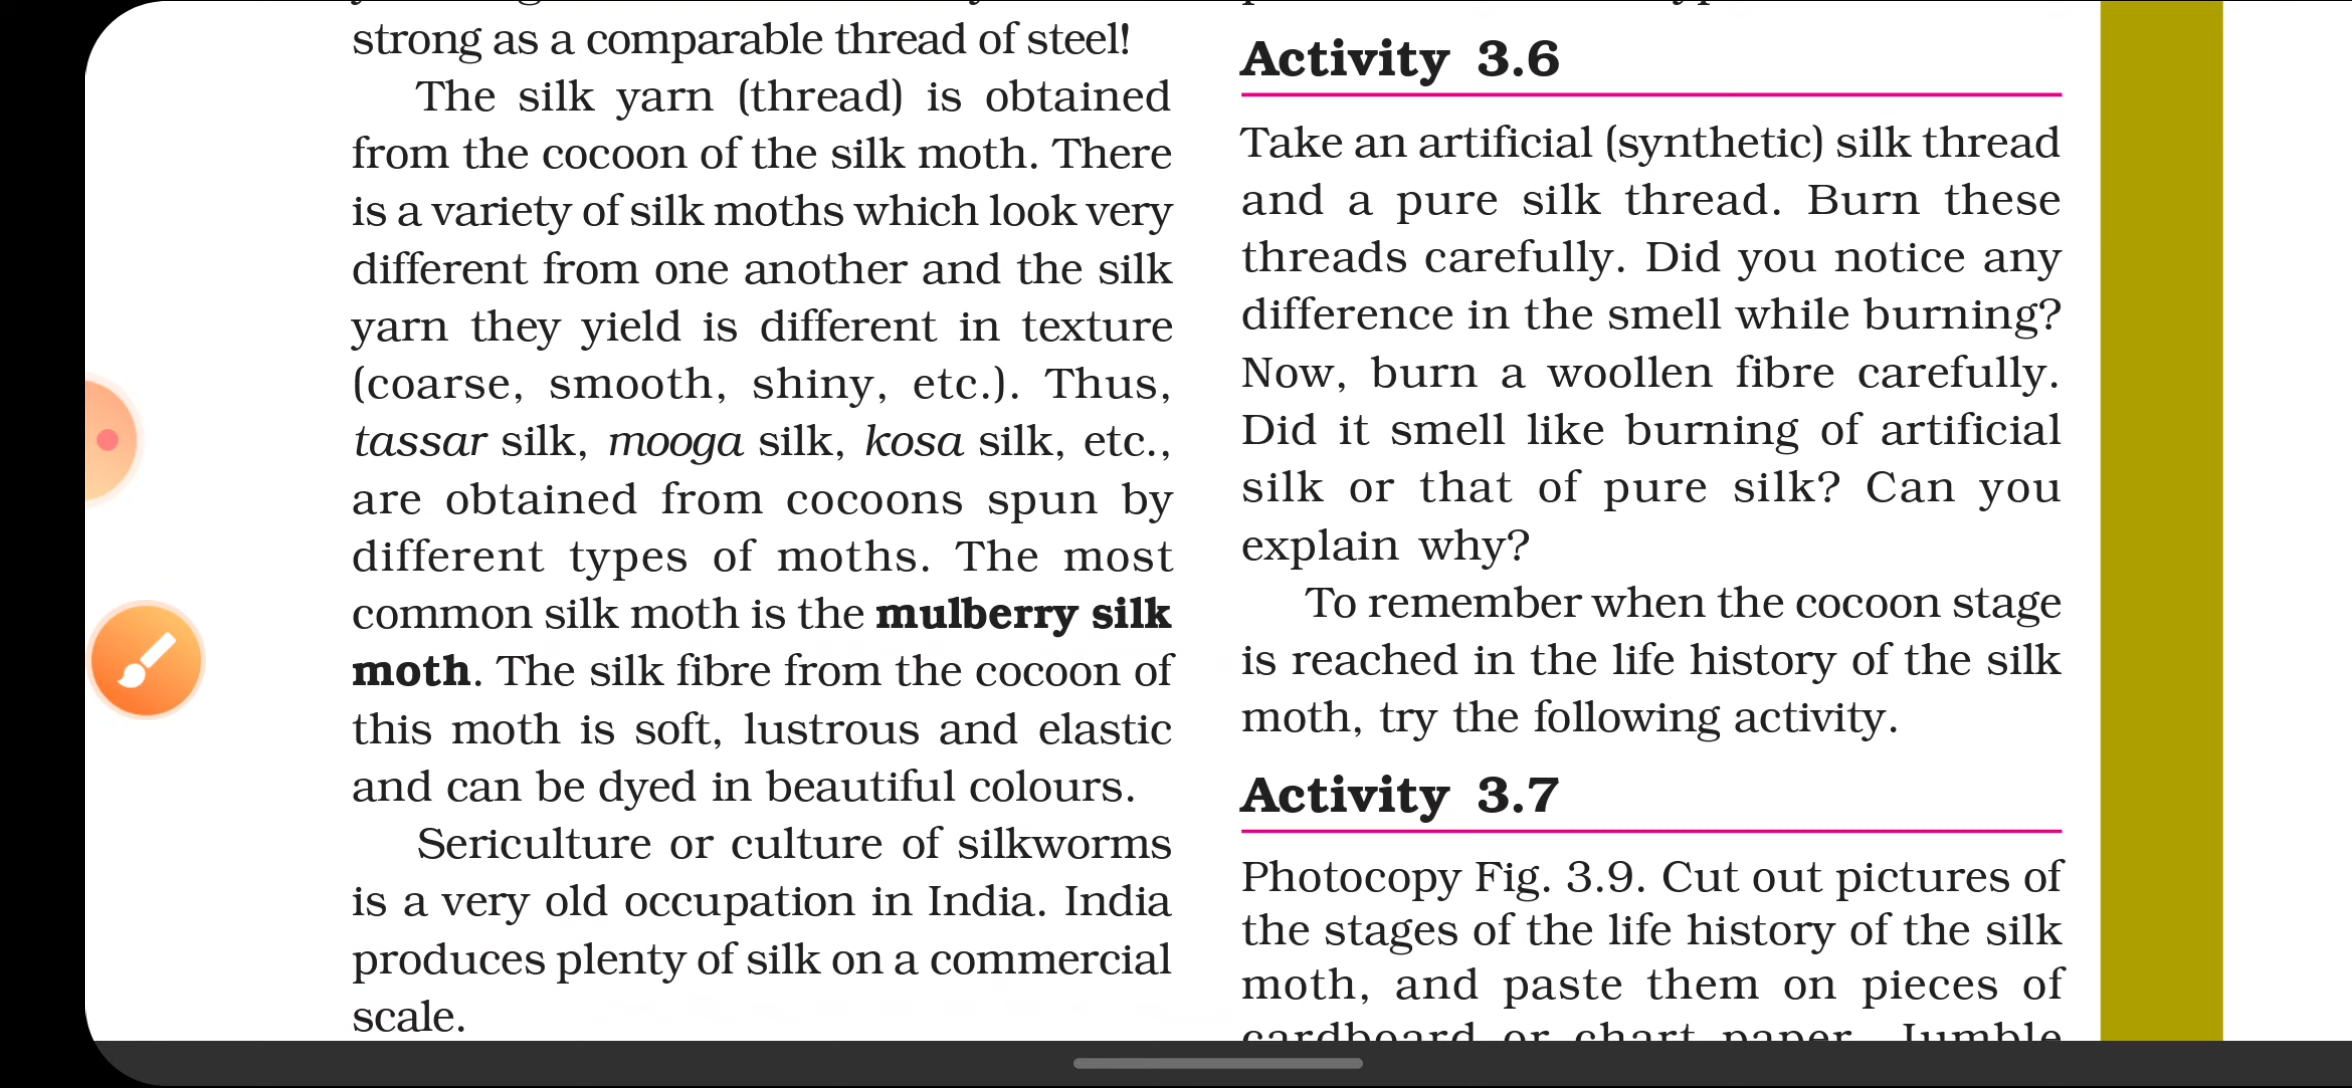 strong as a comparable thread of steel!
The silk yarn (thread) is obtained
from the cocoon of the silk moth. There
is a variety of silk moths which look very
different from one another and the silk
yarn they yield is different in texture
(coarse, smooth, shiny, etc.). Thus,
tassar silk, mooga silk, kosa silk, etc.,
are obtained from cocoons spun by
different types of moths. The most
common silk moth is the mulberry silk
moth. The silk fibre from the cocoon of
this moth is soft, lustrous and elastic
and can be dyed in beautiful colours.
Sericulture or culture of silkworms
is a very old occupation in India. India
produces plenty of silk on a commercial
scale.
Activity 3.6
Take an artificial (synthetic) silk thread
and a pure silk thread. Burn these
threads carefully. Did you notice any
difference in the smell while burning?
Now, burn a woollen fibre carefully.
Did it smell like burning of artificial
silk or that of pure silk? Can you
explain why?
To remember when the cocoon stage
is reached in the life history of the silk
moth, try the following activity.
Activity 3.7
Photocopy Fig. 3.9. Cut out pictures of
the stages of the life history of the silk
moth, and paste them on pieces of
cardboard or chart paper. Jumble